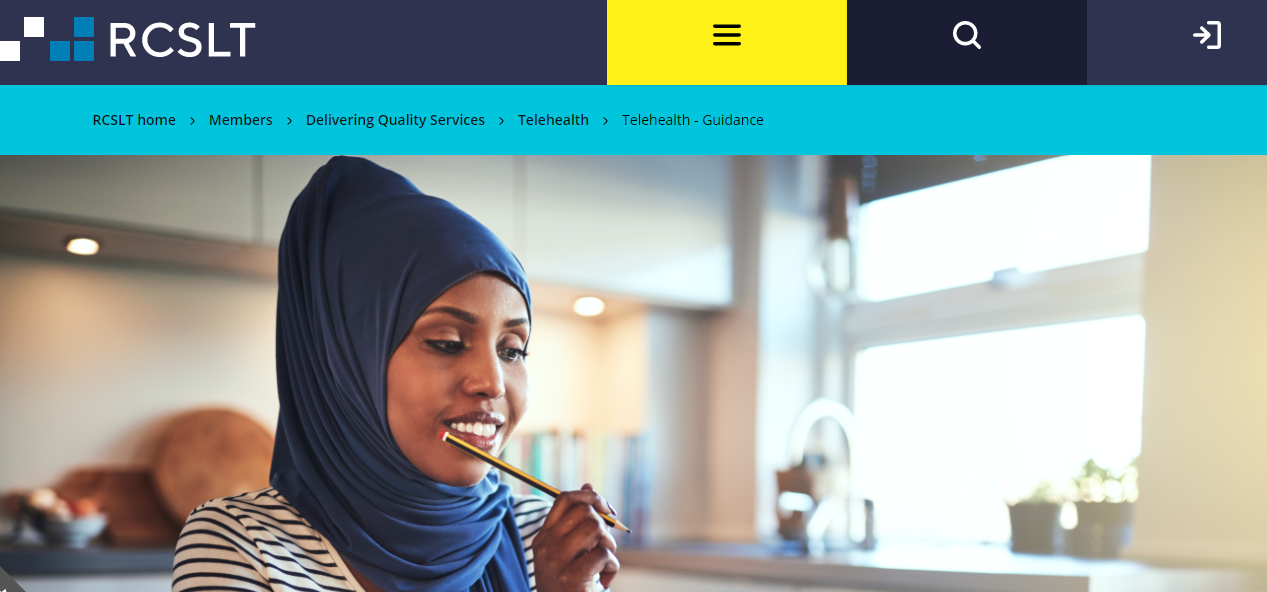 RCSLT
RCSLT home > Members > Delivering Quality Services > Telehealth > Telehealth - Guidance